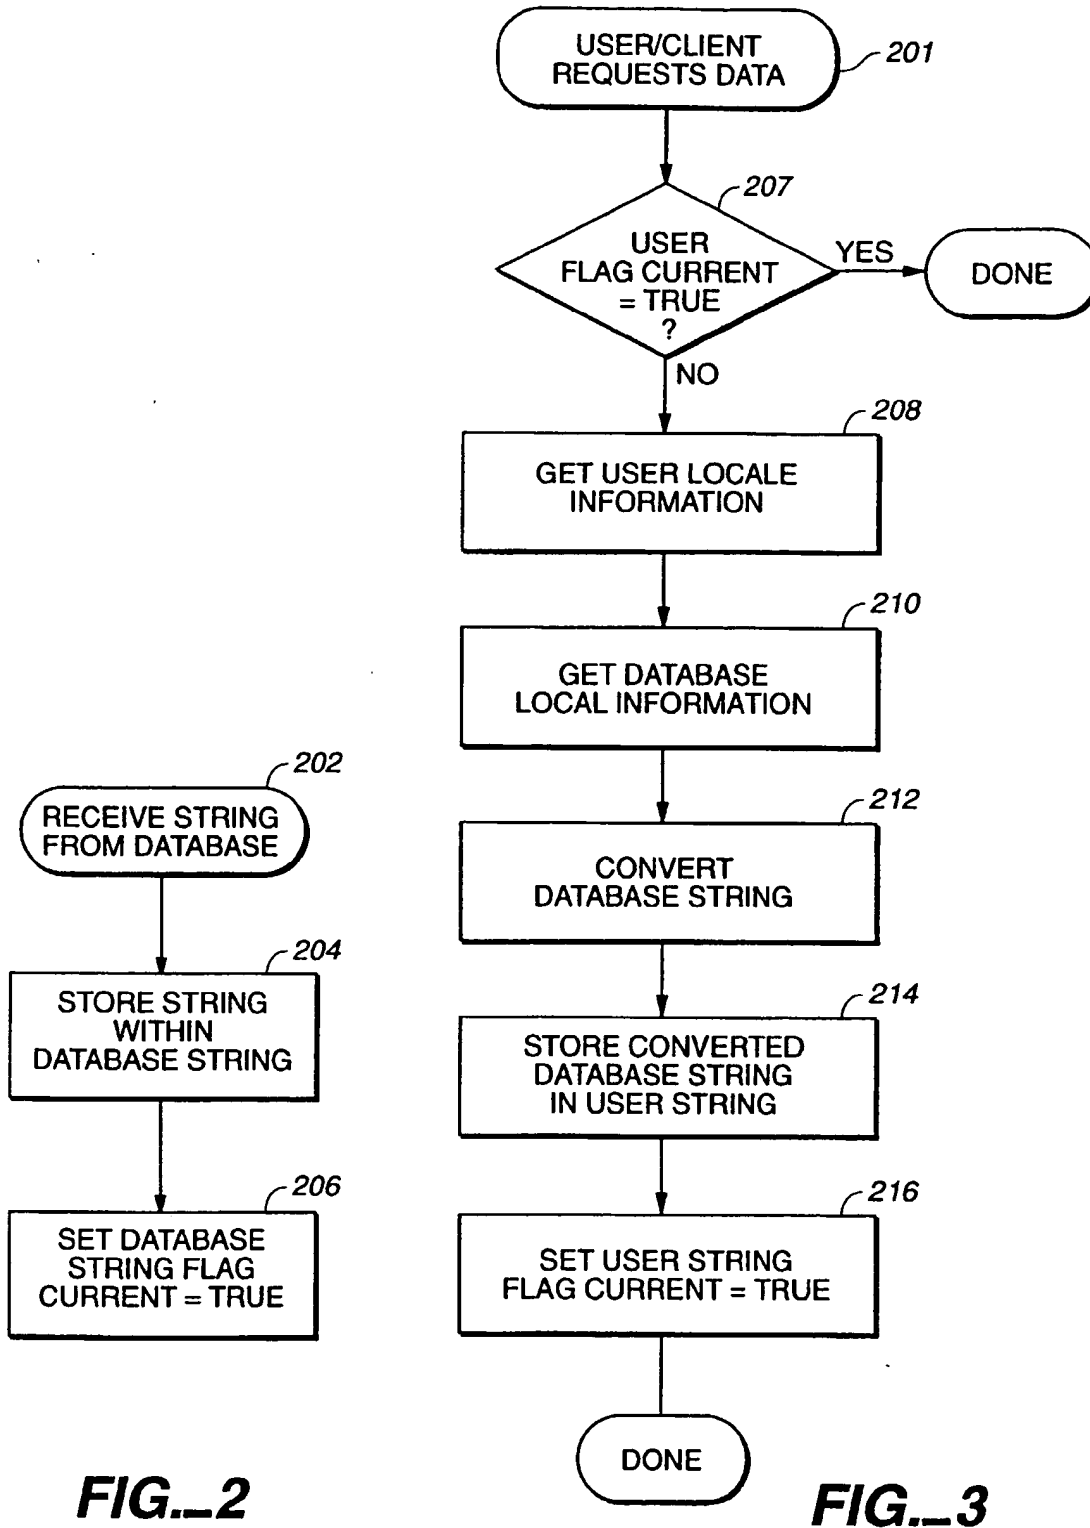 USER/CLIENT
REQUESTS DATA
201
207
USER
FLAG CURRENT
= TRUE
?
YES
DONE
NO
208
GET USER LOCALE
INFORMATION
210
GET DATABASE
LOCAL INFORMATION
212
CONVERT
DATABASE STRING
214
STORE CONVERTED
DATABASE STRING
IN USER STRING
216
SET USER STRING
FLAG CURRENT = TRUE
DONE
FIG._3
202
RECEIVE STRING
FROM DATABASE
204
STORE STRING
WITHIN
DATABASE STRING
206
SET DATABASE
STRING FLAG
CURRENT = TRUE
FIG._2